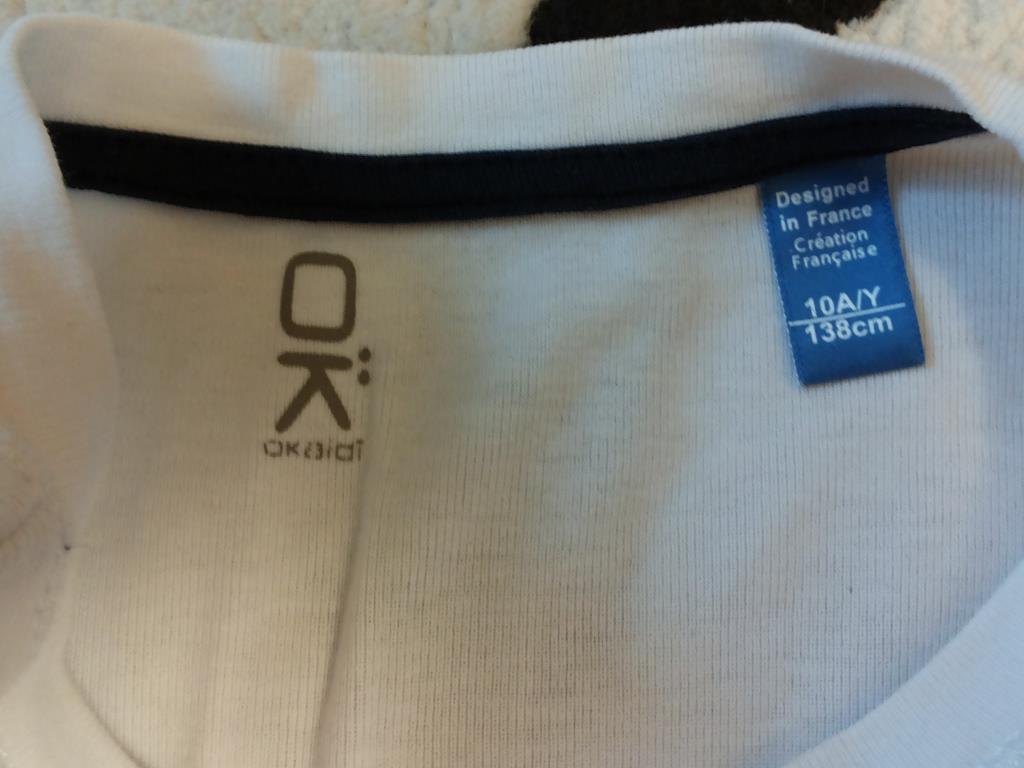 OK
okaidi
Designed
in France
Création
Française
10A/Y
138cm